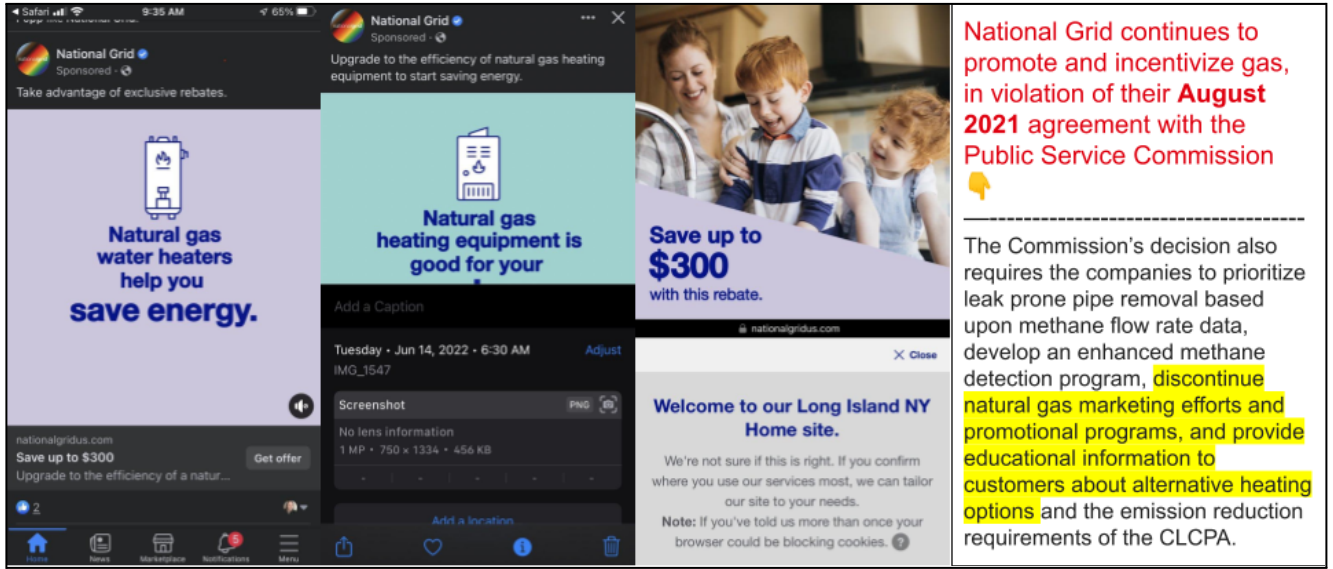 Safari
9:35 AM
65%
National Grid
Sponsored ·
Take advantage of exclusive rebates.
Natural gas
water heaters
help you
save energy.
nationalgridus.com
Save up to $300
Get offer
Upgrade to the efficiency of a natur...
2
5
Home
News
Marketplace
Notifications
Menu
National Grid
Sponsored ·
Upgrade to the efficiency of natural gas heating
equipment to start saving energy.
Natural gas
heating equipment is
good for your
Add a Caption
Tuesday • Jun 14, 2022 • 6:30 AM
Adjust
IMG_1547
Screenshot
PNG
No lens information
1 MP • 750 x 1334 • 456 KB
- - - - -
Add a location
Save up to
$300
with this rebate.
nationalgridus.com
Close
Welcome to our Long Island NY
Home site.
We're not sure if this is right. If you confirm
where you use our services most, we can tailor
our site to your needs.
Note: If you've told us more than once your
browser could be blocking cookies. ?
National Grid continues to
promote and incentivize gas,
in violation of their August
2021 agreement with the
Public Service Commission
👇
—---------------------------------------
The Commission's decision also
requires the companies to prioritize
leak prone pipe removal based
upon methane flow rate data,
develop an enhanced methane
detection program, discontinue
natural gas marketing efforts and
promotional programs, and provide
educational information to
customers about alternative heating
options and the emission reduction
requirements of the CLCPA.